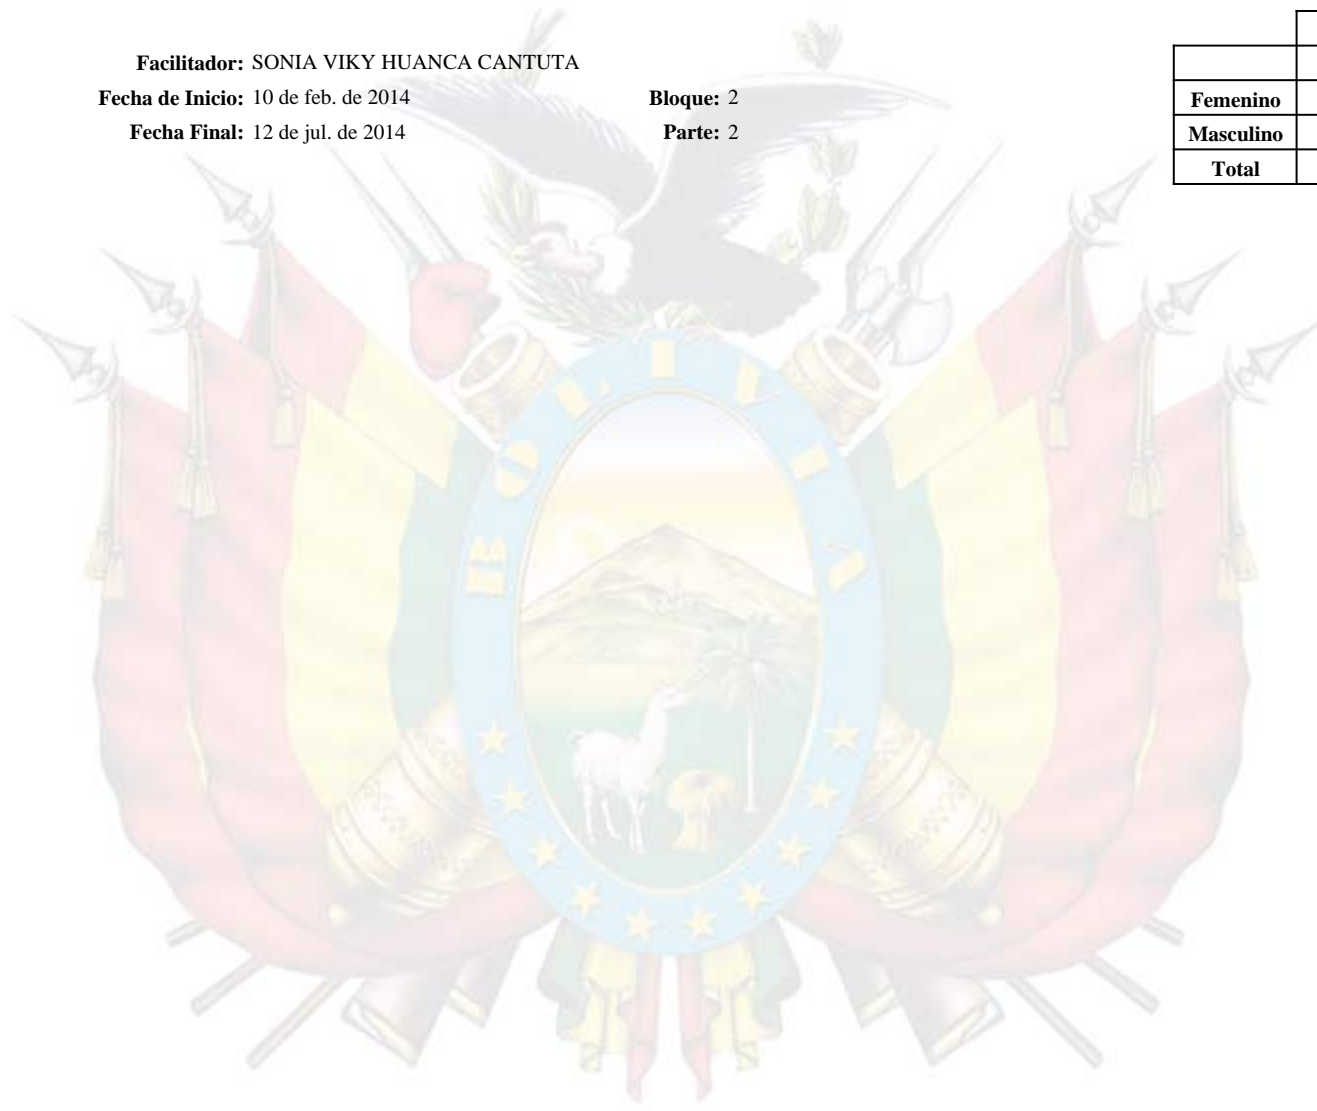 Facilitador: SONIA VIKY HUANCA CANTUTA
Fecha de Inicio: 10 de feb. de 2014 Bloque: 2
Fecha Final: 12 de jul. de 2014 Parte: 2
Femenino
Masculino
Total
BOLIVIA